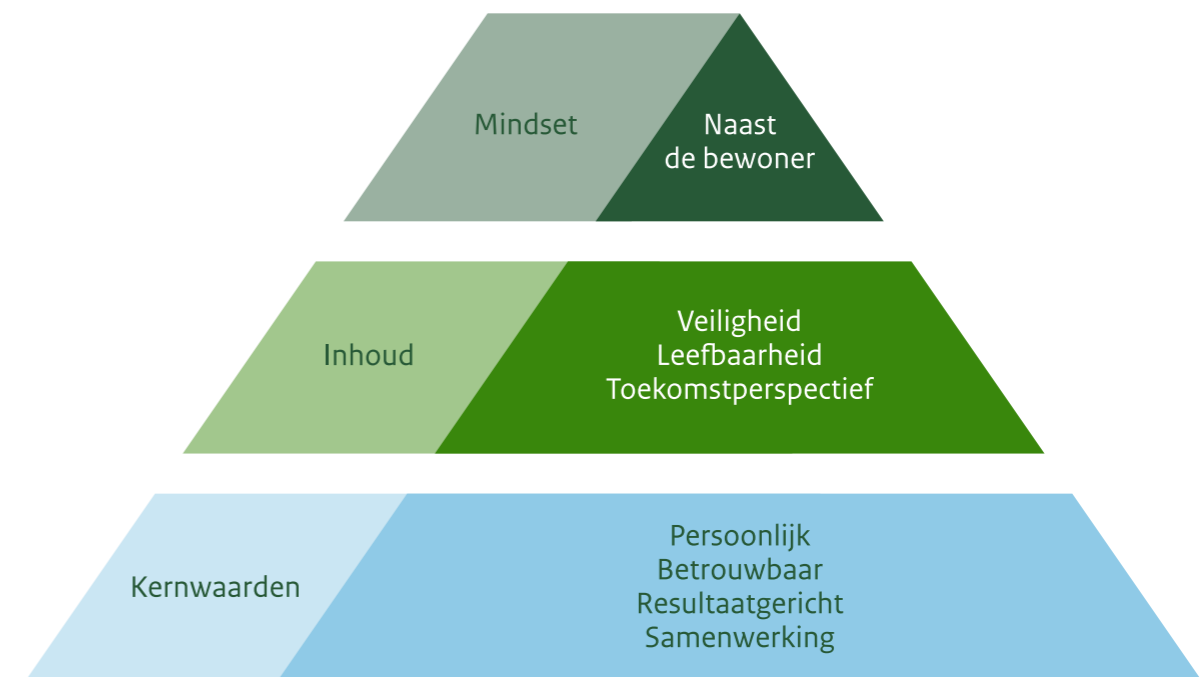 Mindset
Naast
de bewoner
Inhoud
Veiligheid
Leefbaarheid
Toekomstperspectief
Kernwaarden
Persoonlijk
Betrouwbaar
Resultaatgericht
Samenwerking